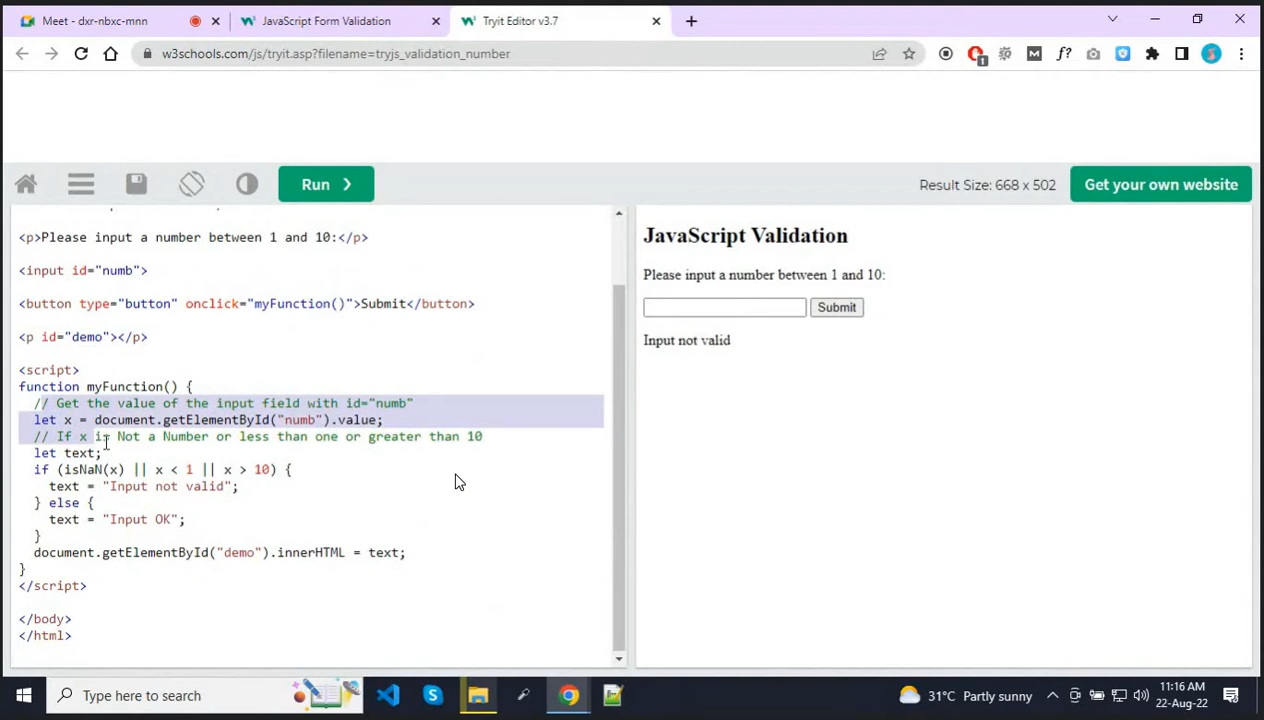 Meet - dxr-nbxc-mnn
JavaScript Form Validation
Tryit Editor v3.7
w3schools.com/js/tryit.asp?filename=tryjs_validation_number
f?
1
Run ❯
Result Size: 668 x 502
Get your own website
<p>Please input a number between 1 and 10:</p>
<input id="numb">
<button type="button" onclick="myFunction()">Submit</button>
<p id="demo"></p>
<script>
function myFunction() {
// Get the value of the input field with id="numb"
let x = document.getElementById("numb").value;
// If x is Not a Number or less than one or greater than 10
let text;
if (isNaN(x) || x < 1 || x > 10) {
text = "Input not valid";
} else {
text = "Input OK";
}
document.getElementById("demo").innerHTML = text;
}
</script>
</body>
</html>
JavaScript Validation
Please input a number between 1 and 10:
Submit
Input not valid
Type here to search
31°C Partly sunny
11:16 AM
22-Aug-22